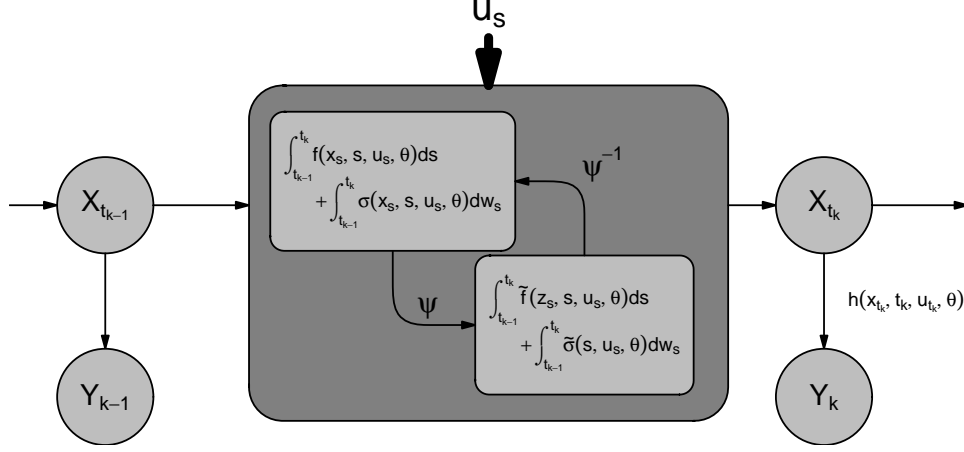 u_s
∫_{t_{k−1}}^{t_k} f(x_s, s, u_s, θ)ds
+ ∫_{t_{k−1}}^{t_k} σ(x_s, s, u_s, θ)dw_s
ψ^{−1}
X_{t_{k−1}}
X_{t_k}
ψ
∫_{t_{k−1}}^{t_k} f̃(z_s, s, u_s, θ)ds
+ ∫_{t_{k−1}}^{t_k} σ̃(s, u_s, θ)dw_s
h(x_{t_k}, t_k, u_{t_k}, θ)
Y_{k−1}
Y_k